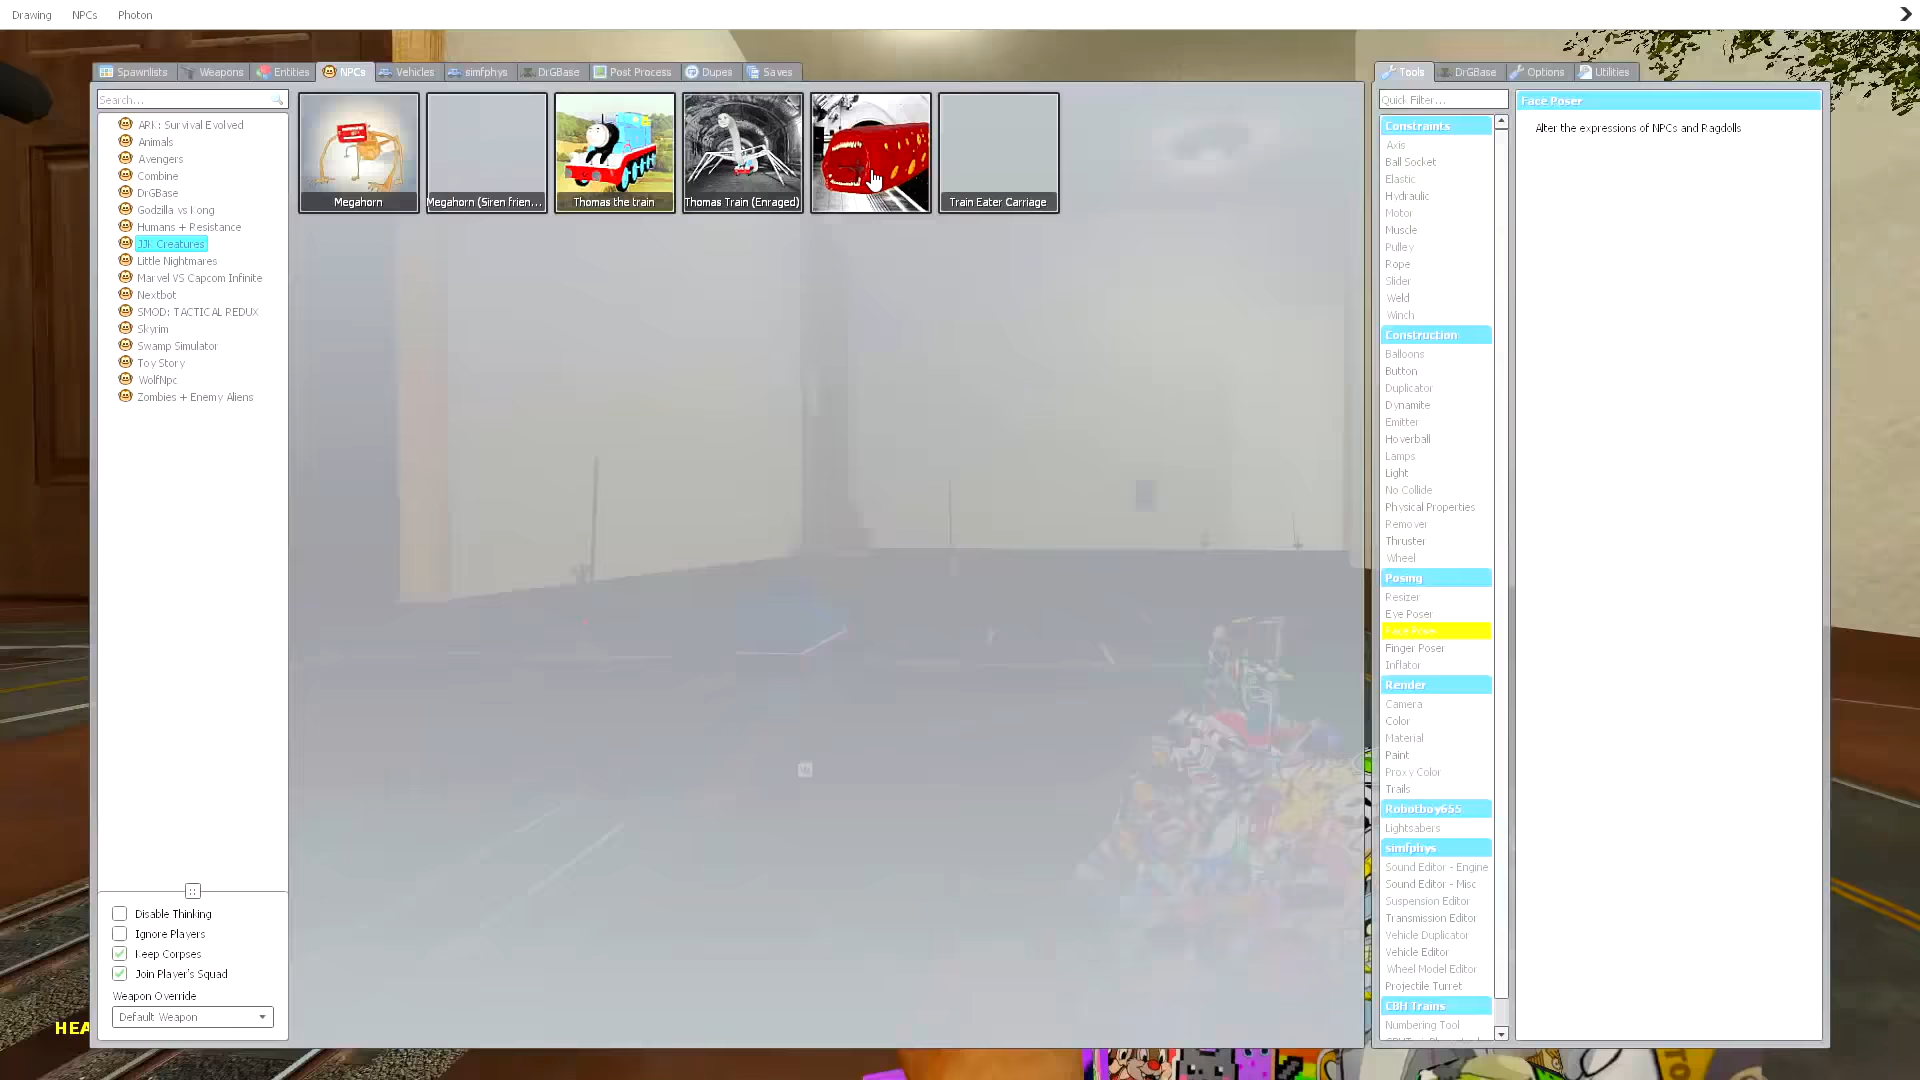 Drawing NPCs Photon
Spawnlists Weapons Entities NPCs Vehicles simfphys DrGBase Post Process Dupes Saves
Search...
ARK: Survival Evolved
Animals
Avengers
Combine
DrGBase
Godzilla vs Kong
Humans + Resistance
JJK Creatures
Little Nightmares
Marvel VS Capcom Infinite
Nextbot
SMOD: TACTICAL REDUX
Skyrim
Swamp Simulator
Toy Story
WolfNpc
Zombies + Enemy Aliens
Megahorn
Megahorn (Siren frien...
Thomas the train
Thomas Train (Enraged)
Train Eater Carriage
Disable Thinking
Ignore Players
Keep Corpses
Join Player's Squad
Weapon Override
Default Weapon
HEA
Tools DrGBase Options Utilities
Quick Filter...
Constraints
Axis
Ball Socket
Elastic
Hydraulic
Motor
Muscle
Pulley
Rope
Slider
Weld
Winch
Construction
Balloons
Button
Duplicator
Dynamite
Emitter
Hoverball
Lamps
Light
No Collide
Physical Properties
Remover
Thruster
Wheel
Posing
Resizer
Eye Poser
Face Poser
Finger Poser
Inflator
Render
Camera
Color
Material
Paint
Proxy Color
Trails
Robotboy655
Lightsabers
simfphys
Sound Editor - Engine
Sound Editor - Misc
Suspension Editor
Transmission Editor
Vehicle Duplicator
Vehicle Editor
Wheel Model Editor
Projectile Turret
CBH Trains
Numbering Tool
Face Poser
Alter the expressions of NPCs and Ragdolls